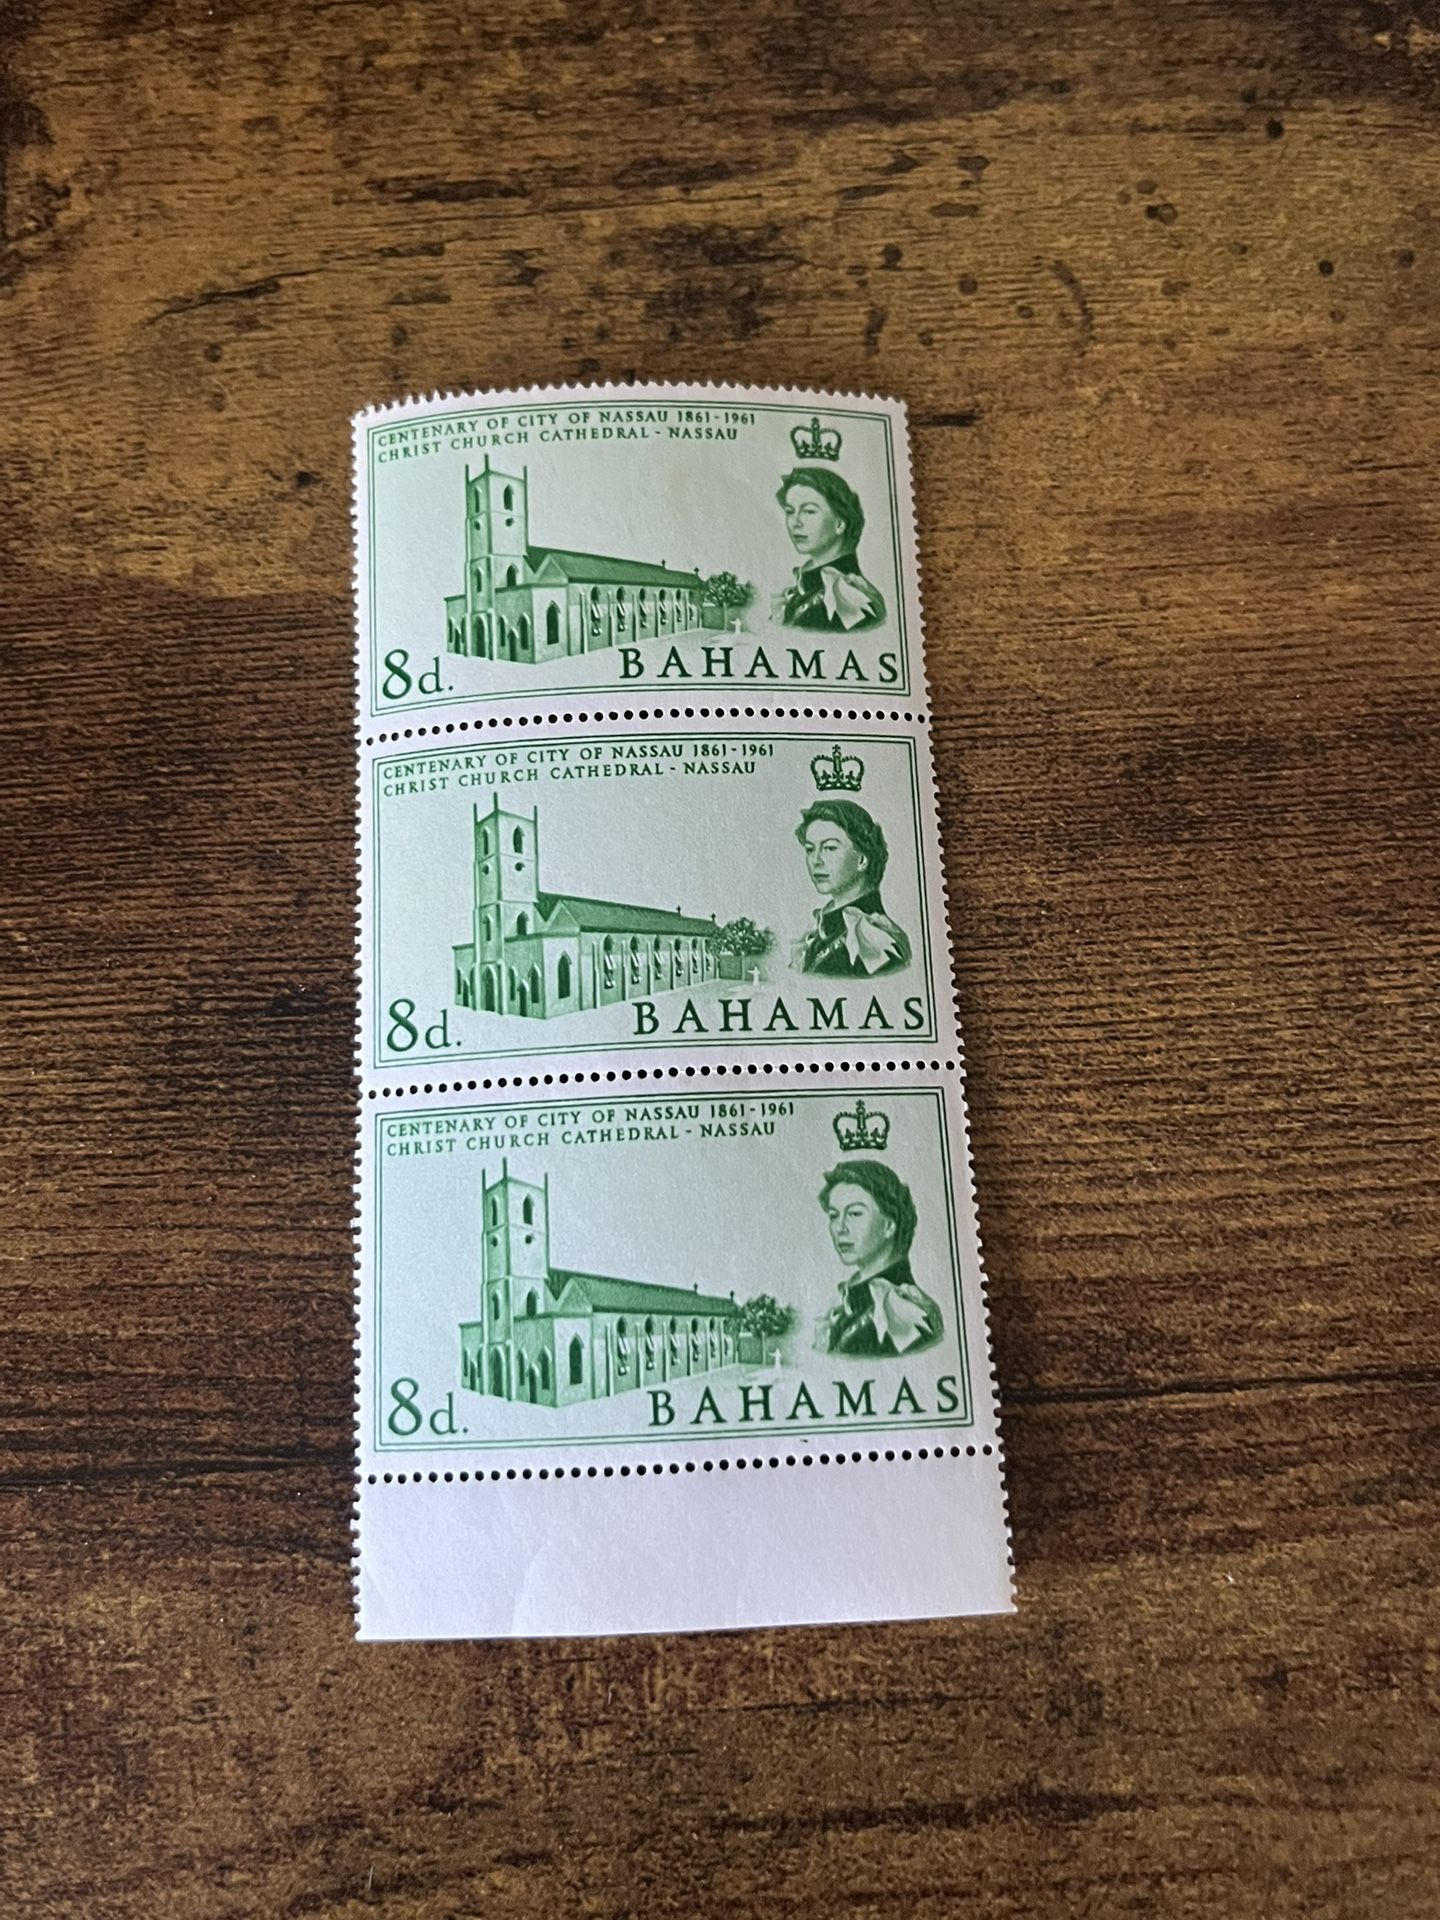 CENTENARY OF CITY OF NASSAU 1861-1961
CHRIST CHURCH CATHEDRAL - NASSAU
8d.
BAHAMAS
CENTENARY OF CITY OF NASSAU 1861-1961
CHRIST CHURCH CATHEDRAL - NASSAU
8d.
BAHAMAS
CENTENARY OF CITY OF NASSAU 1861-1961
CHRIST CHURCH CATHEDRAL - NASSAU
8d.
BAHAMAS